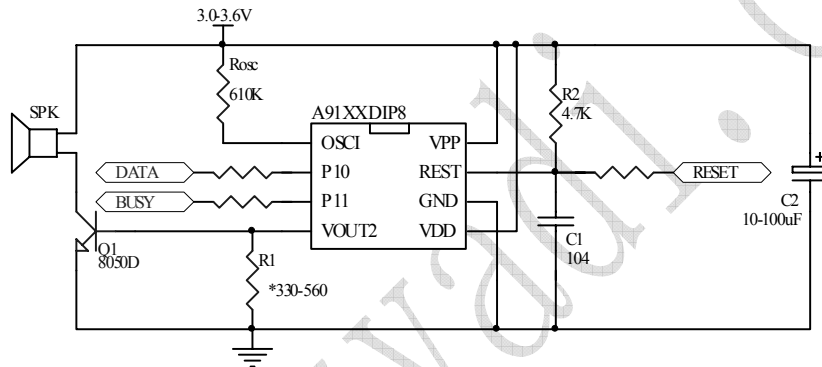 3.0-3.6V
Rosc
610K
SPK
A91XXDIP8
R2
4.7K
OSCI
VPP
DATA
P10
REST
RESET
BUSY
P11
GND
VOUT2
VDD
C2
10-100uF
Q1
8050D
R1
*330-560
C1
104